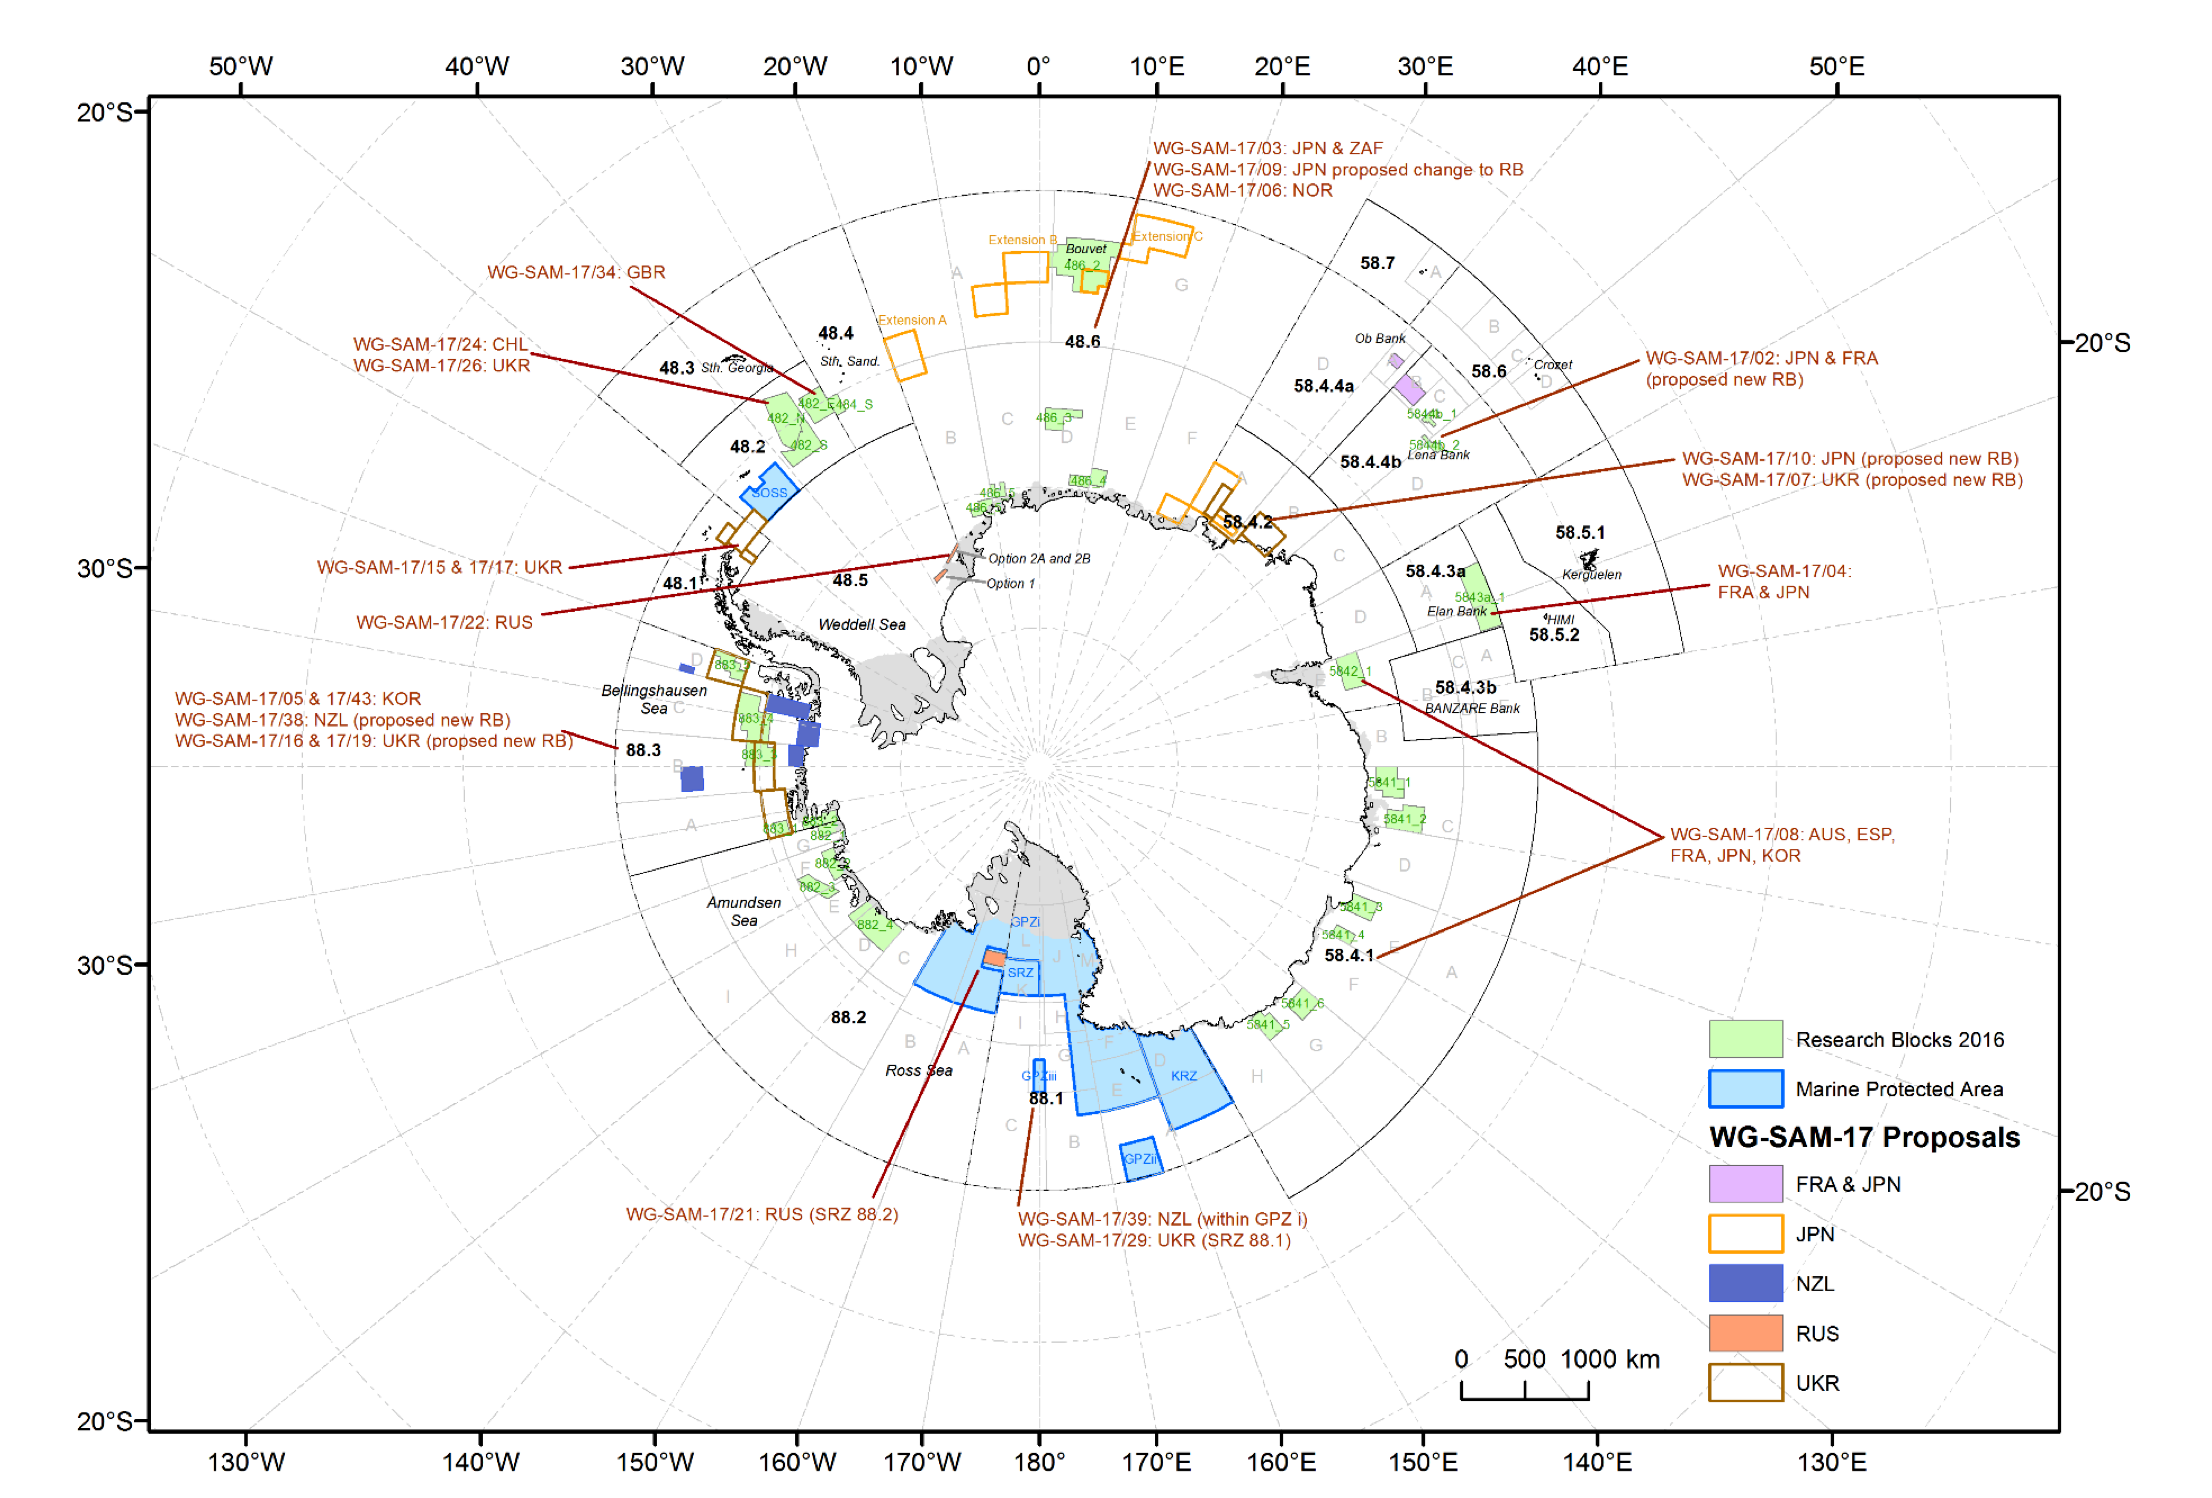 50°W 40°W 30°W 20°W 10°W 0° 10°E 20°E 30°E 40°E 50°E
20°S
WG-SAM-17/03: JPN & ZAF
WG-SAM-17/09: JPN proposed change to RB
WG-SAM-17/06: NOR
Extension B
Bouvet
486_2
Extension C
A
G
58.7
A
WG-SAM-17/34: GBR
Extension A
48.4
Sth. Sand.
48.6
Ob Bank
B
20°S
WG-SAM-17/24: CHL
WG-SAM-17/26: UKR
48.3
Sth. Georgia
D
58.4.4a
58.6
C
Crozet
D
WG-SAM-17/02: JPN & FRA
(proposed new RB)
482_E
484_S
482_N
482_S
486_3
C
D
E
F
B
C
5844b_1
5844b_2
Lena Bank
48.2
58.4.4b
D
WG-SAM-17/10: JPN (proposed new RB)
WG-SAM-17/07: UKR (proposed new RB)
SOSS
486_5
486_4
A
B
58.4.2
C
58.5.1
Kerguelen
30°S
WG-SAM-17/15 & 17/17: UKR
48.1
48.5
Option 2A and 2B
Option 1
58.4.3a
A
5843a_1
Elan Bank
WG-SAM-17/04:
FRA & JPN
WG-SAM-17/22: RUS
Weddell Sea
D
HIMI
58.5.2
D
883_5
5842_1
E
C
A
WG-SAM-17/05 & 17/43: KOR
WG-SAM-17/38: NZL (proposed new RB)
WG-SAM-17/16 & 17/19: UKR (propsed new RB)
Bellingshausen
Sea
C
883_4
58.4.3b
B
BANZARE Bank
88.3
883_3
B
B
5841_1
A
883_1
883_2
882_1
5841_2
C
WG-SAM-17/08: AUS, ESP,
FRA, JPN, KOR
G
F
882_2
882_3
D
Amundsen
Sea
E
882_4
GPZi
5841_3
H
D
C
L
J
M
5841_4
E
58.4.1
30°S
SRZ
K
A
I
88.2
I
H
5841_6
5841_5
F
G
B
A
Ross Sea
G
F
D
E
KRZ
H
GPZiii
88.1
C
B
GPZii
WG-SAM-17/21: RUS (SRZ 88.2)
WG-SAM-17/39: NZL (within GPZ i)
WG-SAM-17/29: UKR (SRZ 88.1)
20°S
Research Blocks 2016
Marine Protected Area
WG-SAM-17 Proposals
FRA & JPN
JPN
NZL
RUS
UKR
0 500 1000 km
20°S
130°W 140°W 150°W 160°W 170°W 180° 170°E 160°E 150°E 140°E 130°E